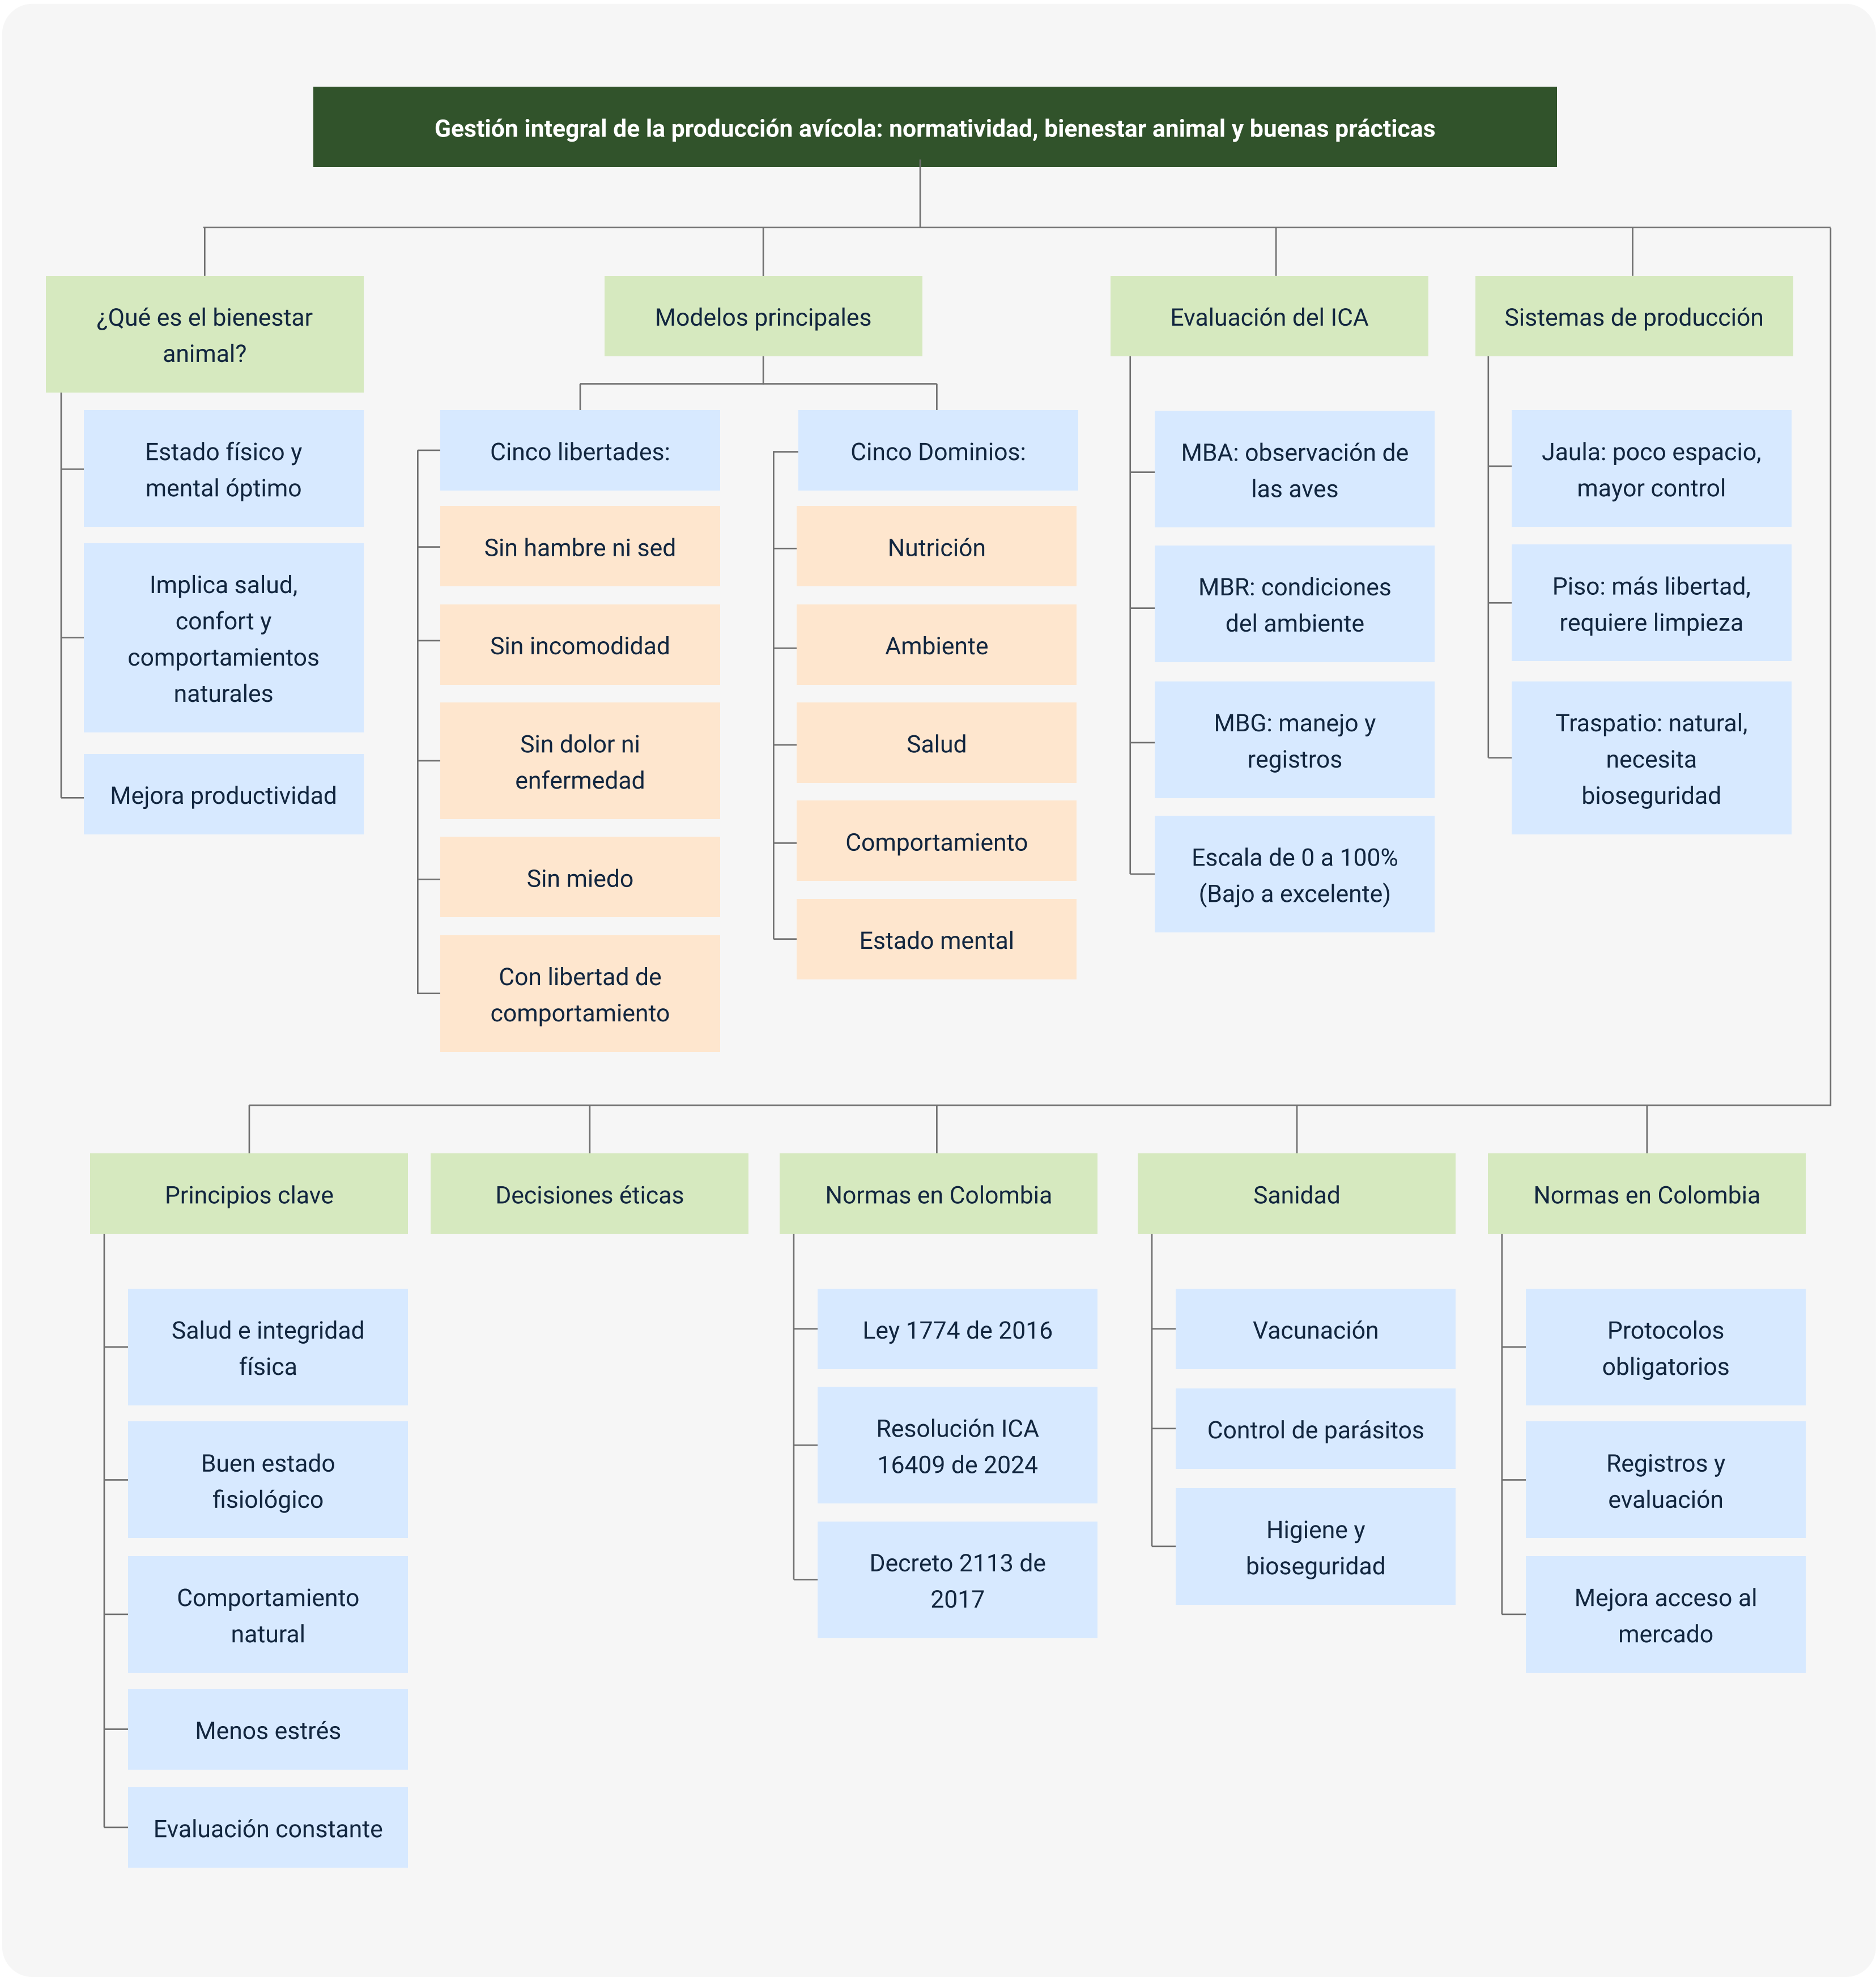 Gestión integral de la producción avícola: normatividad, bienestar animal y buenas prácticas
¿Qué es el bienestar
animal?
Estado físico y
mental óptimo
Implica salud,
confort y
comportamientos
naturales
Mejora productividad
Modelos principales
Cinco libertades:
Sin hambre ni sed
Sin incomodidad
Sin dolor ni
enfermedad
Sin miedo
Con libertad de
comportamiento
Cinco Dominios:
Nutrición
Ambiente
Salud
Comportamiento
Estado mental
Evaluación del ICA
MBA: observación de
las aves
MBR: condiciones
del ambiente
MBG: manejo y
registros
Escala de 0 a 100%
(Bajo a excelente)
Sistemas de producción
Jaula: poco espacio,
mayor control
Piso: más libertad,
requiere limpieza
Traspatio: natural,
necesita
bioseguridad
Principios clave
Salud e integridad
física
Buen estado
fisiológico
Comportamiento
natural
Menos estrés
Evaluación constante
Decisiones éticas
Normas en Colombia
Ley 1774 de 2016
Resolución ICA
16409 de 2024
Decreto 2113 de
2017
Sanidad
Vacunación
Control de parásitos
Higiene y
bioseguridad
Normas en Colombia
Protocolos
obligatorios
Registros y
evaluación
Mejora acceso al
mercado